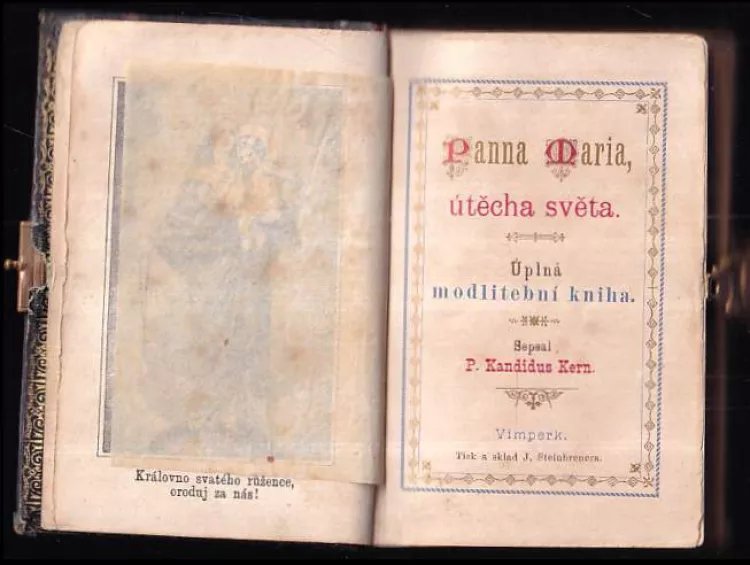 Královno svatého růžence,
oroduj za nás!
Panna Maria,
útěcha světa.
Úplná
modlitební kniha.
Sepsal
P. Kandidus Kern.
Vimperk.
Tisk a sklad J. Steinbrenera.